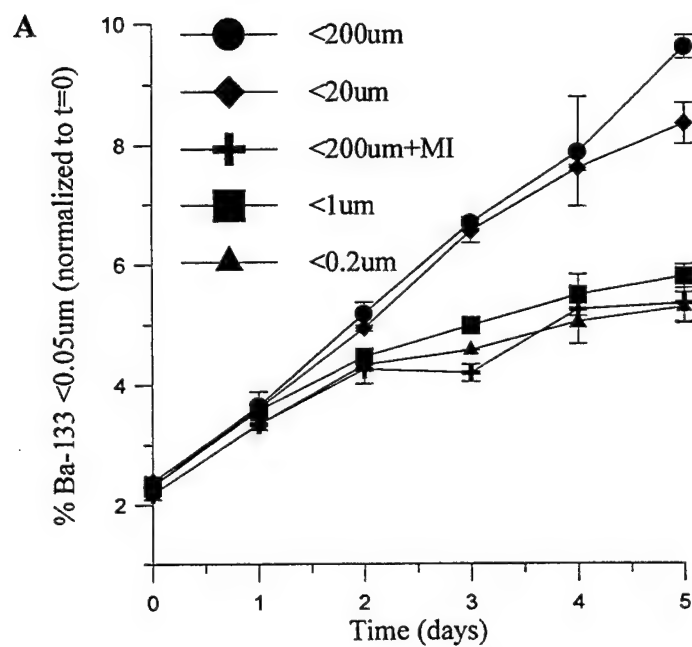 A
% Ba-133 <0.05um (normalized to t=0)
10
8
6
4
2
<200um
<20um
<200um+MI
<1um
<0.2um
0 1 2 3 4 5
Time (days)